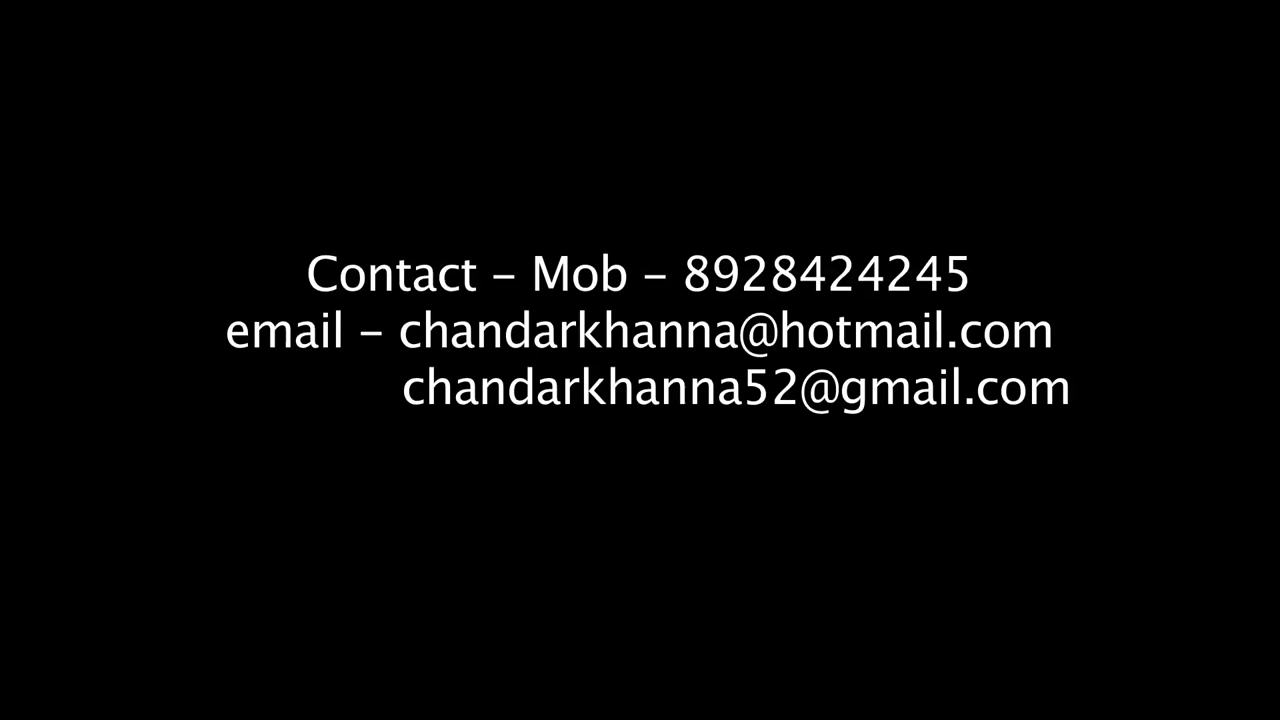 Contact – Mob – 8928424245
email – chandarkhanna@hotmail.com
chandarkhanna52@gmail.com